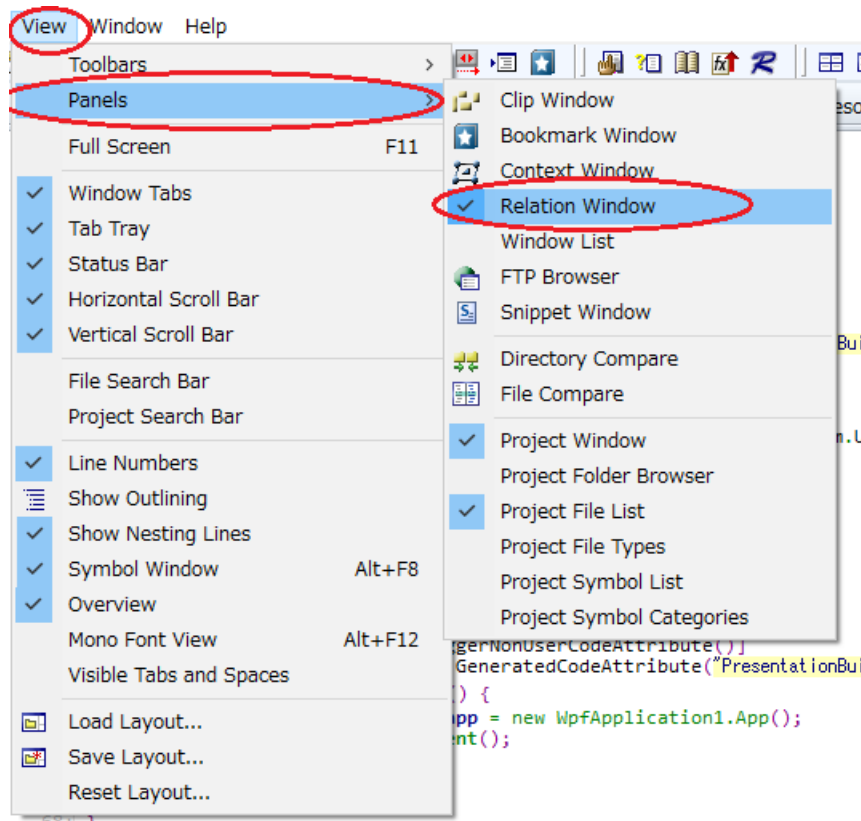 View Window Help
Toolbars
Panels
Full Screen F11
Window Tabs
Tab Tray
Status Bar
Horizontal Scroll Bar
Vertical Scroll Bar
File Search Bar
Project Search Bar
Line Numbers
Show Outlining
Show Nesting Lines
Symbol Window Alt+F8
Overview
Mono Font View Alt+F12
Visible Tabs and Spaces
Load Layout...
Save Layout...
Reset Layout...
Clip Window
Bookmark Window
Context Window
Relation Window
Window List
FTP Browser
Snippet Window
Directory Compare
File Compare
Project Window
Project Folder Browser
Project File List
Project File Types
Project Symbol List
Project Symbol Categories
gerNonUserCodeAttribute()]
GeneratedCodeAttribute("PresentationBui
() {
app = new WpfApplication1.App();
ent();